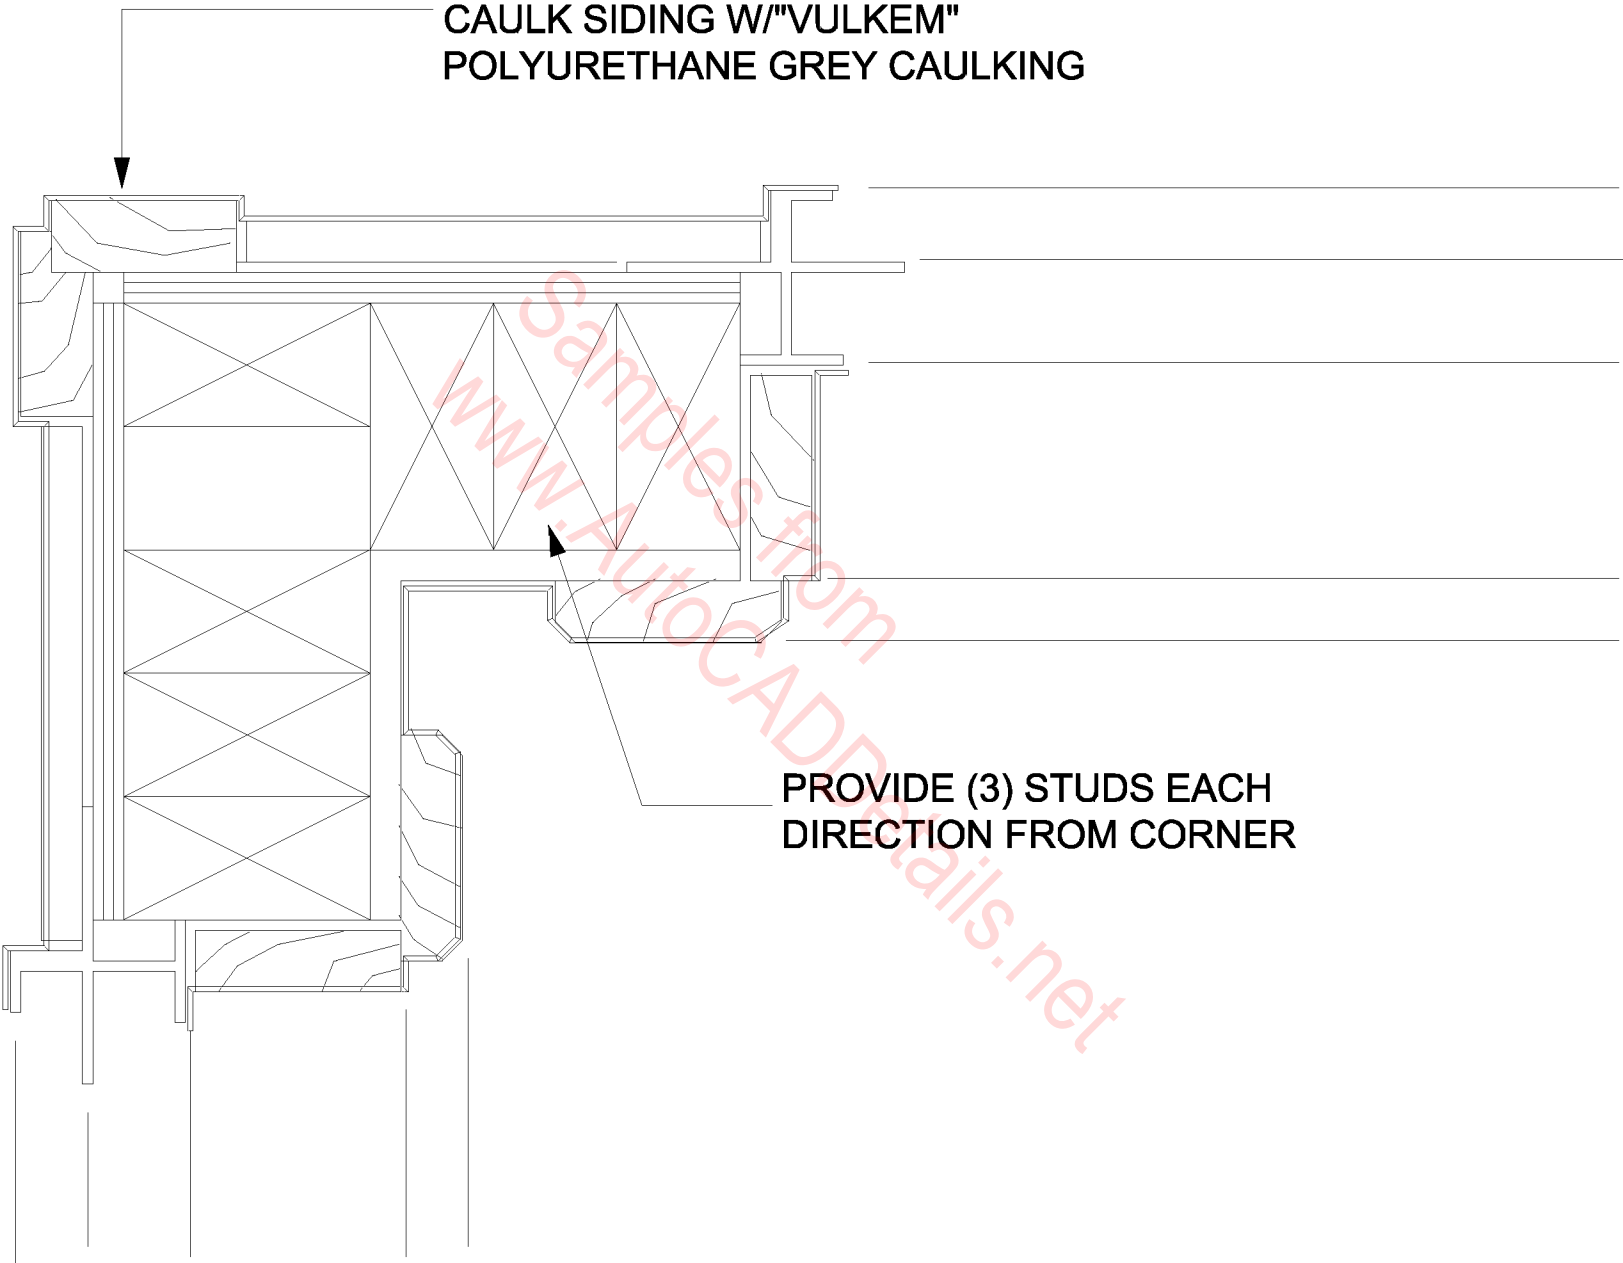 CAULK SIDING W/"VULKEM"
POLYURETHANE GREY CAULKING
Samples from
www.AutoCADDetails.net
PROVIDE (3) STUDS EACH
DIRECTION FROM CORNER